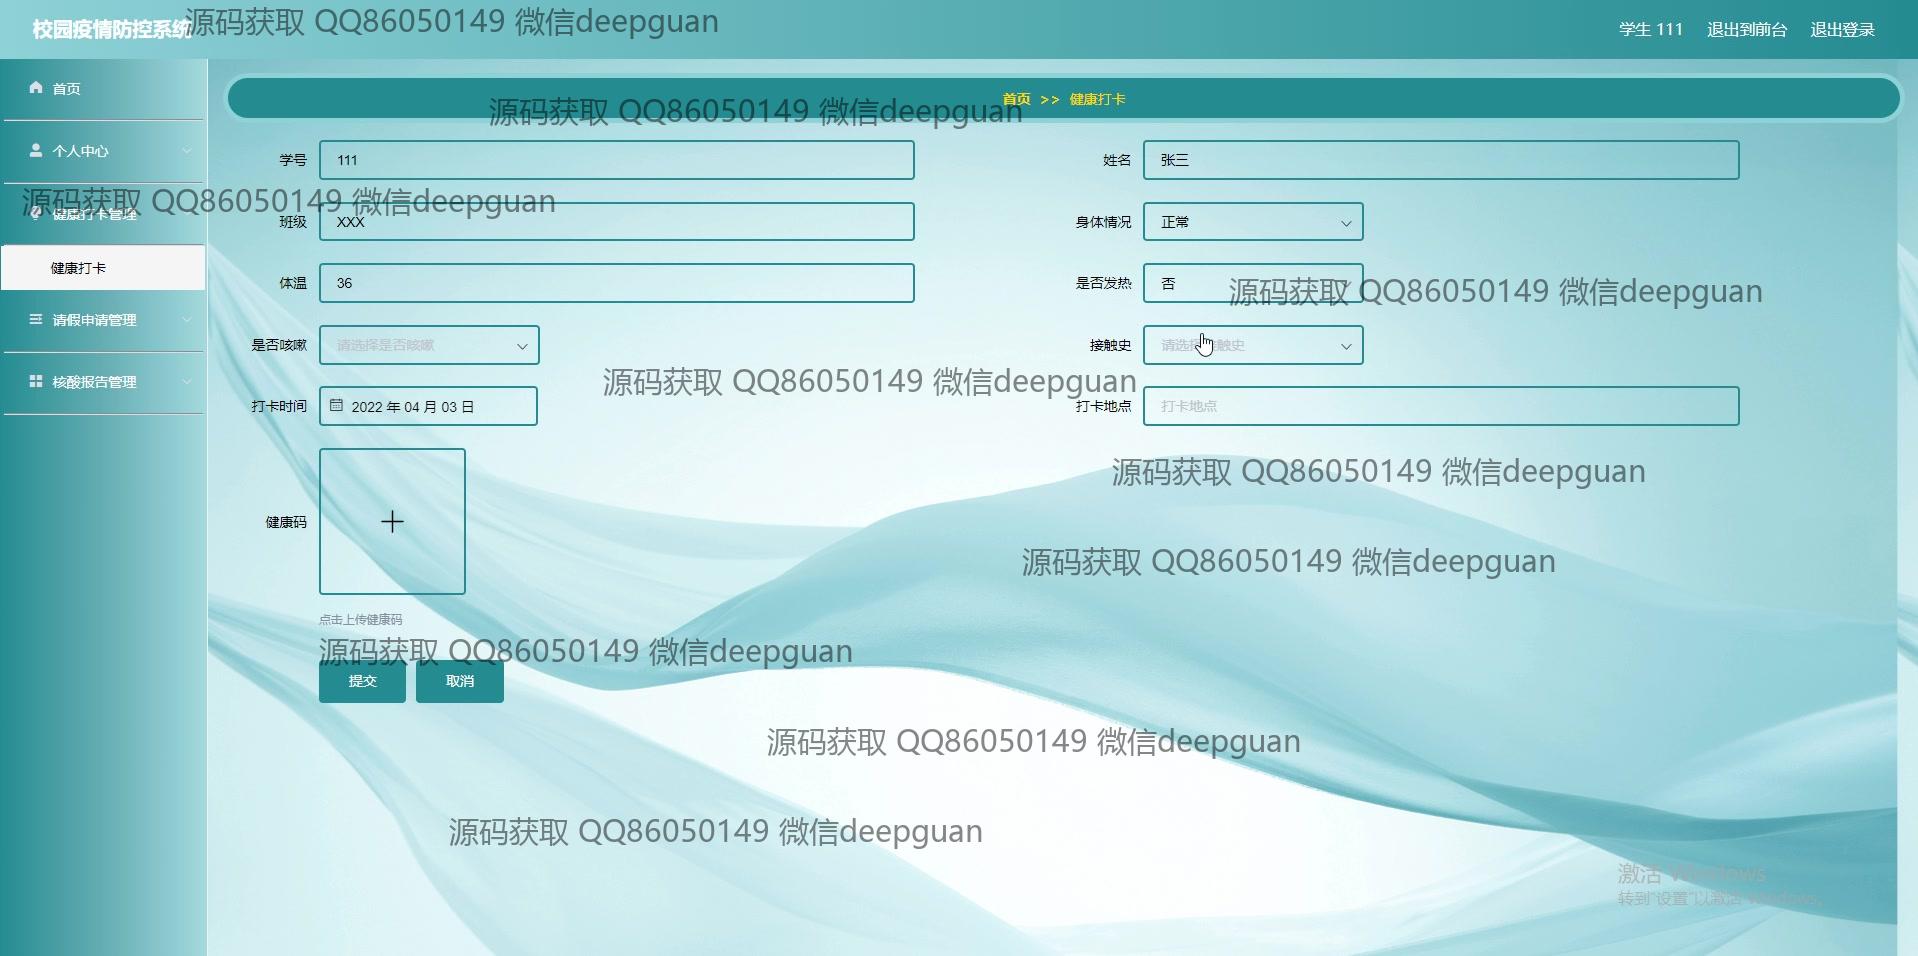 校园疫情防控系统
源码获取 QQ86050149 微信deepguan
学生 111
退出到前台
退出登录
首页
首页 >> 健康打卡
源码获取 QQ86050149 微信deepguan
个人中心
学号 111
姓名 张三
源码获取 QQ86050149 微信deepguan
健康打卡管理
班级 XXX
身体情况 正常
健康打卡
体温 36
是否发热 否
源码获取 QQ86050149 微信deepguan
请假申请管理
是否咳嗽 请选择是否咳嗽
接触史 请选择接触史
核酸报告管理
源码获取 QQ86050149 微信deepguan
打卡时间 2022 年 04 月 03 日
打卡地点 打卡地点
源码获取 QQ86050149 微信deepguan
健康码
源码获取 QQ86050149 微信deepguan
点击上传健康码
源码获取 QQ86050149 微信deepguan
提交
取消
源码获取 QQ86050149 微信deepguan
源码获取 QQ86050149 微信deepguan
激活 Windows
转到"设置"以激活 Windows。